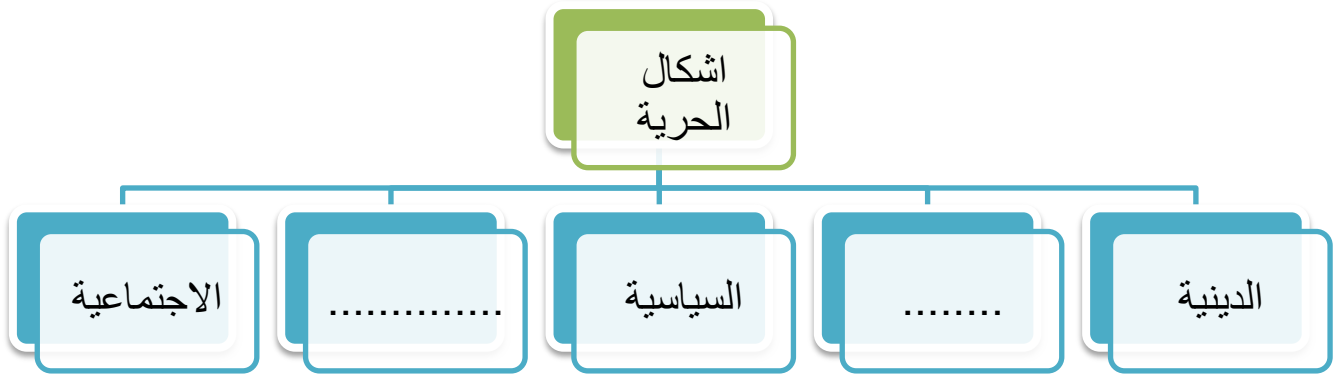 اشكال
الحرية
الدينية
........
السياسية
..............
الاجتماعية